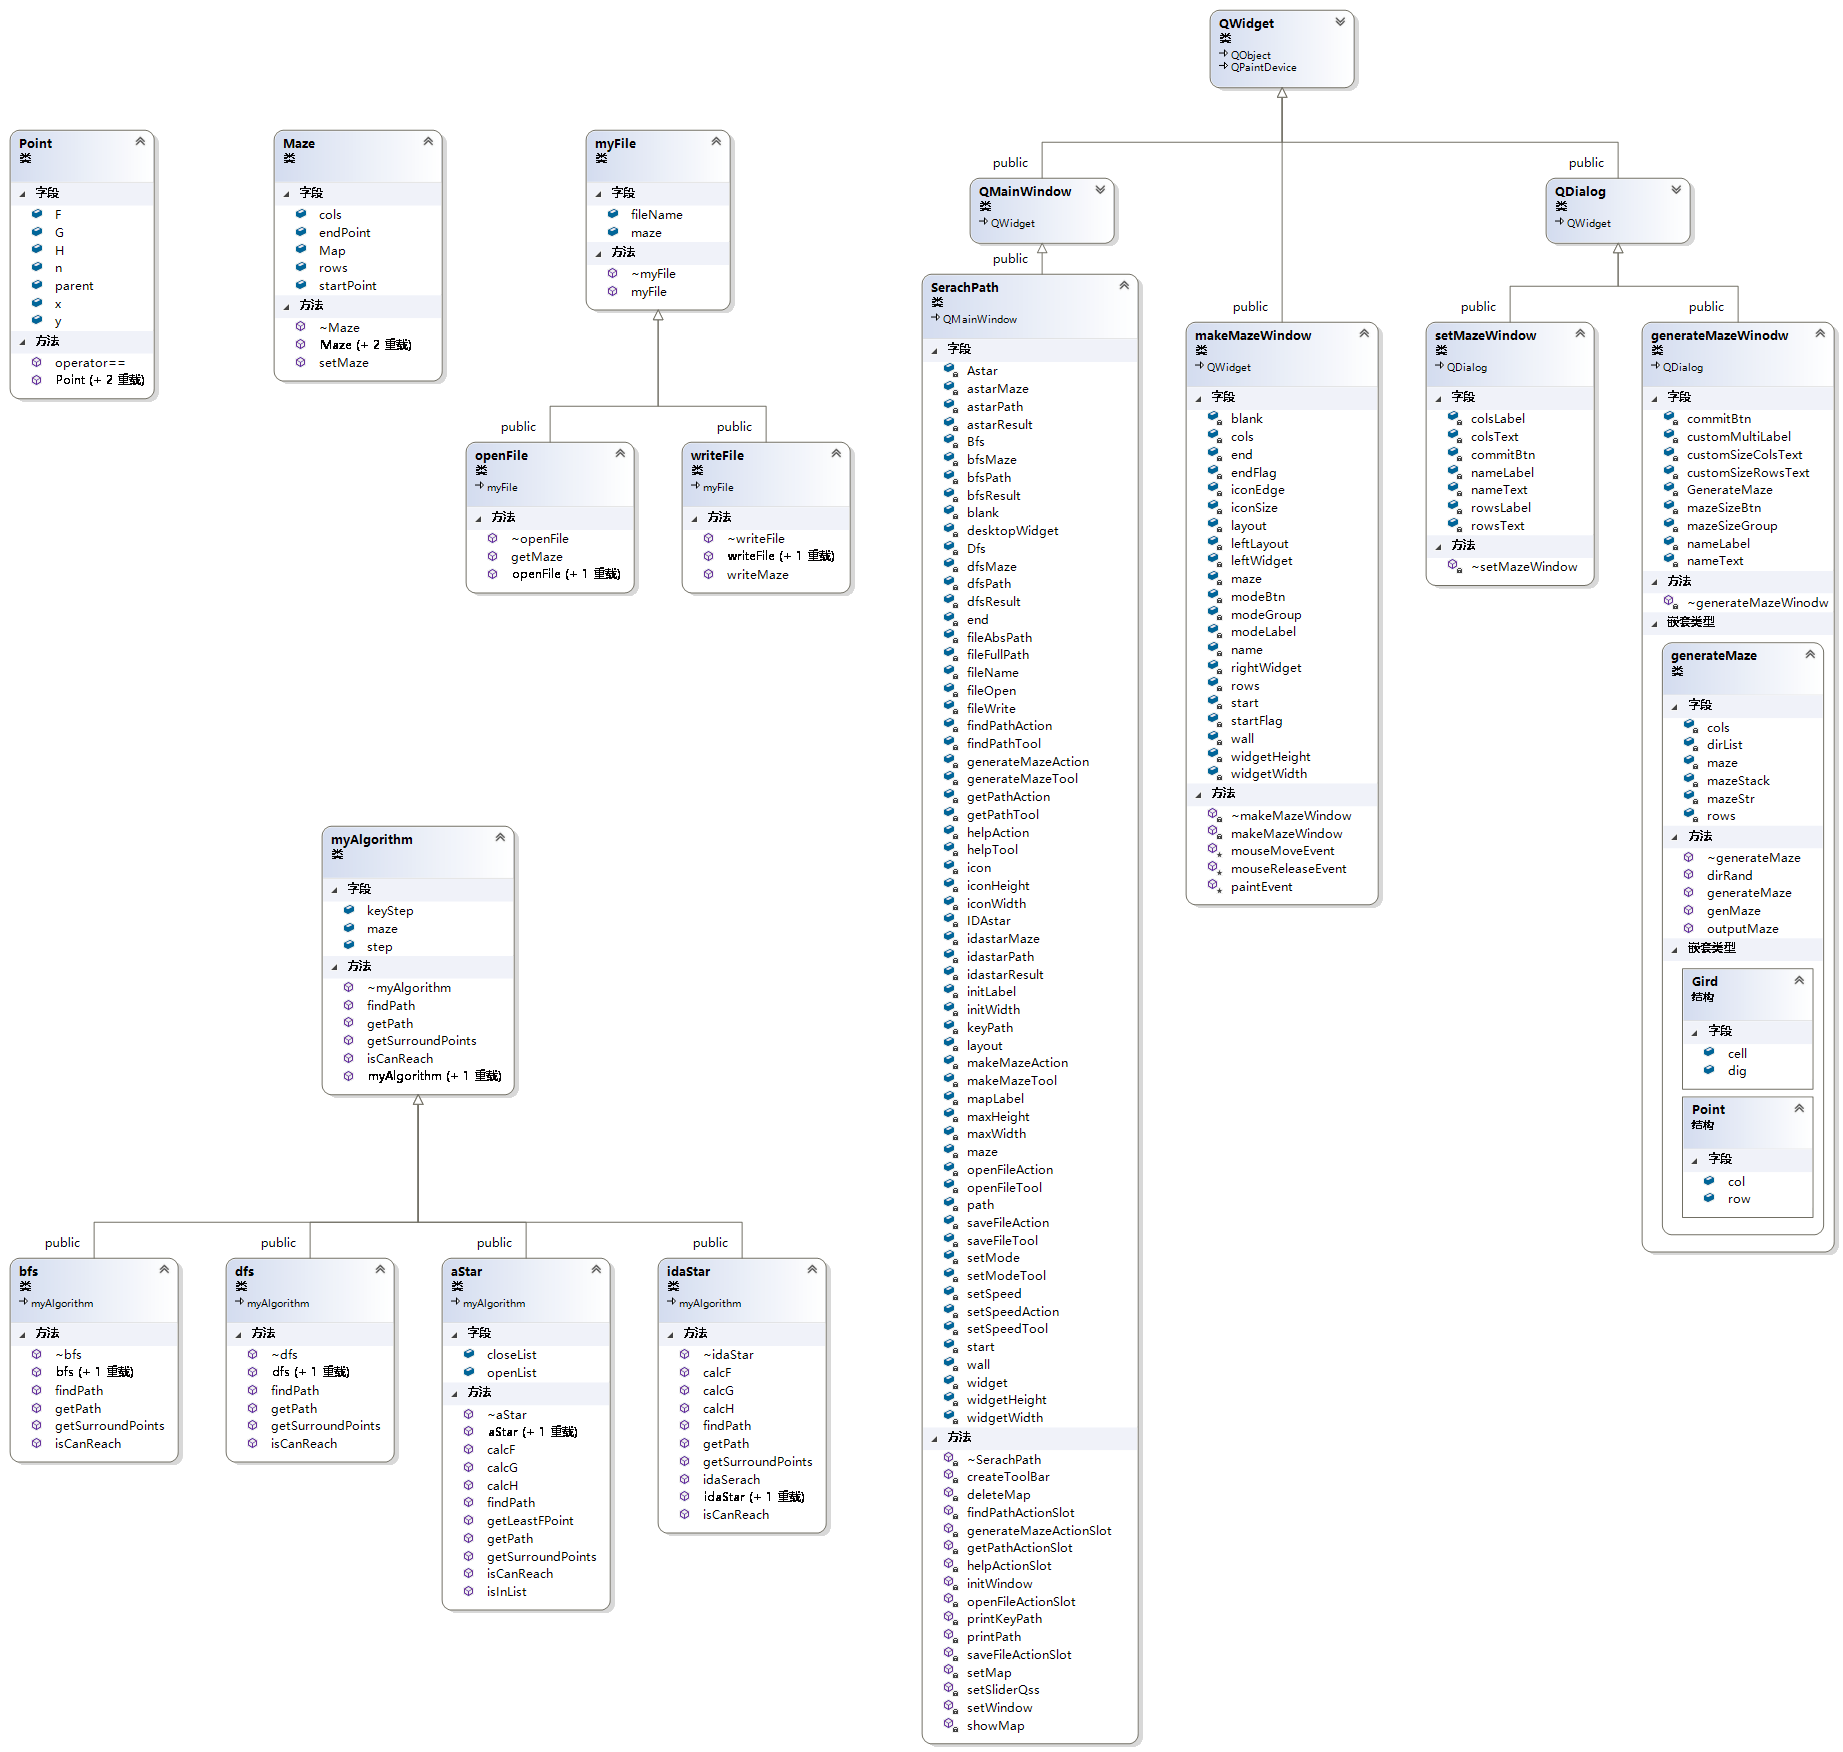 QWidget
类
QObject
QPaintDevice
Point
类
字段
F
G
H
n
parent
x
y
方法
operator==
Point (+ 2 重载)
Maze
类
字段
cols
endPoint
Map
rows
startPoint
方法
~Maze
Maze (+ 2 重载)
setMaze
myFile
类
字段
fileName
maze
方法
~myFile
myFile
public
openFile
类
myFile
方法
~openFile
getMaze
openFile (+ 1 重载)
public
writeFile
类
myFile
方法
~writeFile
writeFile (+ 1 重载)
writeMaze
myAlgorithm
类
字段
keyStep
maze
step
方法
~myAlgorithm
findPath
getPath
getSurroundPoints
isCanReach
myAlgorithm (+ 1 重载)
public
bfs
类
myAlgorithm
方法
~bfs
bfs (+ 1 重载)
findPath
getPath
getSurroundPoints
isCanReach
public
dfs
类
myAlgorithm
方法
~dfs
dfs (+ 1 重载)
findPath
getPath
getSurroundPoints
isCanReach
public
aStar
类
myAlgorithm
字段
closeList
openList
方法
~aStar
aStar (+ 1 重载)
calcF
calcG
calcH
findPath
getLeastFPoint
getPath
getSurroundPoints
isCanReach
isInList
public
idaStar
类
myAlgorithm
方法
~idaStar
calcF
calcG
calcH
findPath
getPath
getSurroundPoints
idaSerach
idaStar (+ 1 重载)
isCanReach
public
QMainWindow
类
QWidget
public
SerachPath
类
QMainWindow
字段
Astar
astarMaze
astarPath
astarResult
Bfs
bfsMaze
bfsPath
bfsResult
blank
desktopWidget
Dfs
dfsMaze
dfsPath
dfsResult
end
fileAbsPath
fileFullPath
fileName
fileOpen
fileWrite
findPathAction
findPathTool
generateMazeAction
generateMazeTool
getPathAction
getPathTool
helpAction
helpTool
icon
iconHeight
iconWidth
IDAstar
idastarMaze
idastarPath
idastarResult
initLabel
initWidth
keyPath
layout
makeMazeAction
makeMazeTool
mapLabel
maxHeight
maxWidth
maze
openFileAction
openFileTool
path
saveFileAction
saveFileTool
setMode
setModeTool
setSpeed
setSpeedAction
setSpeedTool
start
wall
widget
widgetHeight
widgetWidth
方法
~SerachPath
createToolBar
deleteMap
findPathActionSlot
generateMazeActionSlot
getPathActionSlot
helpActionSlot
initWindow
openFileActionSlot
printKeyPath
printPath
saveFileActionSlot
setMap
setSliderQss
setWindow
showMap
public
makeMazeWindow
类
QWidget
字段
blank
cols
end
endFlag
iconEdge
iconSize
layout
leftLayout
leftWidget
maze
modeBtn
modeGroup
modeLabel
name
rightWidget
rows
start
startFlag
wall
widgetHeight
widgetWidth
方法
~makeMazeWindow
makeMazeWindow
mouseMoveEvent
mouseReleaseEvent
paintEvent
public
QDialog
类
QWidget
public
setMazeWindow
类
QDialog
字段
colsLabel
colsText
commitBtn
nameLabel
nameText
rowsLabel
rowsText
方法
~setMazeWindow
public
generateMazeWinodw
类
QDialog
字段
commitBtn
customMultiLabel
customSizeColsText
customSizeRowsText
GenerateMaze
mazeSizeBtn
mazeSizeGroup
nameLabel
nameText
方法
~generateMazeWinodw
嵌套类型
generateMaze
类
字段
cols
dirList
maze
mazeStack
mazeStr
rows
方法
~generateMaze
dirRand
generateMaze
genMaze
outputMaze
嵌套类型
Gird
结构
字段
cell
dig
Point
结构
字段
col
row